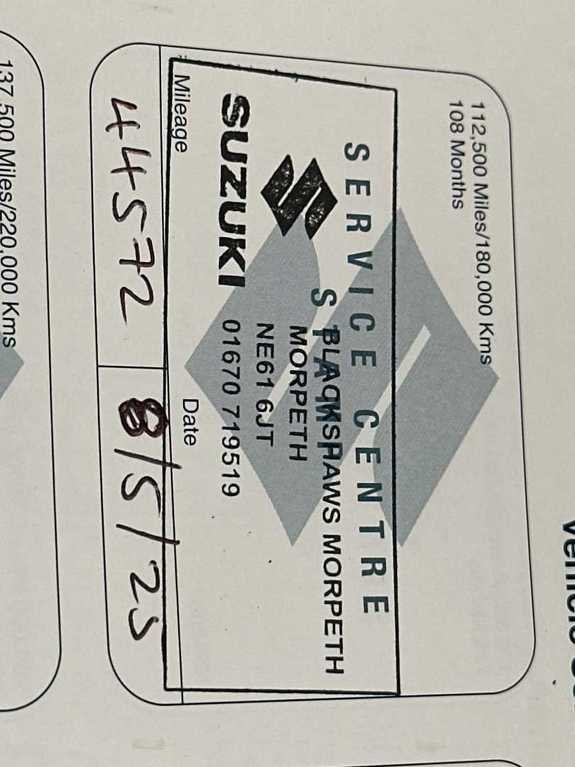 112,500 Miles/180,000 Kms
108 Months
SERVICE CENTRE
STAMP
BLACKSHAWS MORPETH
MORPETH
NE61 6JT
01670 719519
SUZUKI
Mileage
44572
Date
8/5/25
137,500 Miles/220,000 Kms